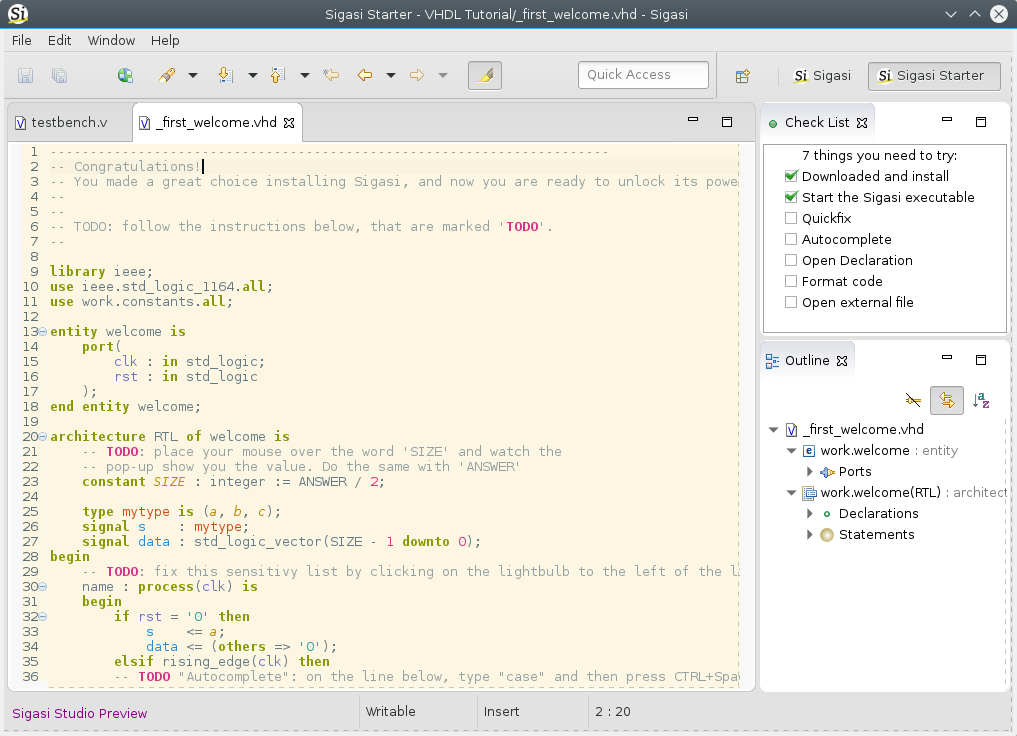 Si Sigasi Starter - VHDL Tutorial/_first_welcome.vhd - Sigasi
File Edit Window Help
Quick Access
Si Sigasi
Si Sigasi Starter
testbench.v
_first_welcome.vhd
1 ----------------------------------------------------------------------
2 -- Congratulations!
3 -- You made a great choice installing Sigasi, and now you are ready to unlock its powe
4 --
5 --
6 -- TODO: follow the instructions below, that are marked 'TODO'.
7 --
8
9 library ieee;
10 use ieee.std_logic_1164.all;
11 use work.constants.all;
12
13 entity welcome is
14     port(
15         clk : in std_logic;
16         rst : in std_logic
17     );
18 end entity welcome;
19
20 architecture RTL of welcome is
21     -- TODO: place your mouse over the word 'SIZE' and watch the
22     -- pop-up show you the value. Do the same with 'ANSWER'
23     constant SIZE : integer := ANSWER / 2;
24
25     type mytype is (a, b, c);
26     signal s    : mytype;
27     signal data : std_logic_vector(SIZE - 1 downto 0);
28 begin
29     -- TODO: fix this sensitivy list by clicking on the lightbulb to the left of the l
30     name : process(clk) is
31     begin
32         if rst = '0' then
33             s    <= a;
34             data <= (others => '0');
35         elsif rising_edge(clk) then
36         -- TODO "Autocomplete": on the line below, type "case" and then press CTRL+Spa
Check List
7 things you need to try:
Downloaded and install
Start the Sigasi executable
Quickfix
Autocomplete
Open Declaration
Format code
Open external file
Outline
_first_welcome.vhd
work.welcome : entity
Ports
work.welcome(RTL) : architect
Declarations
Statements
Sigasi Studio Preview
Writable
Insert
2 : 20